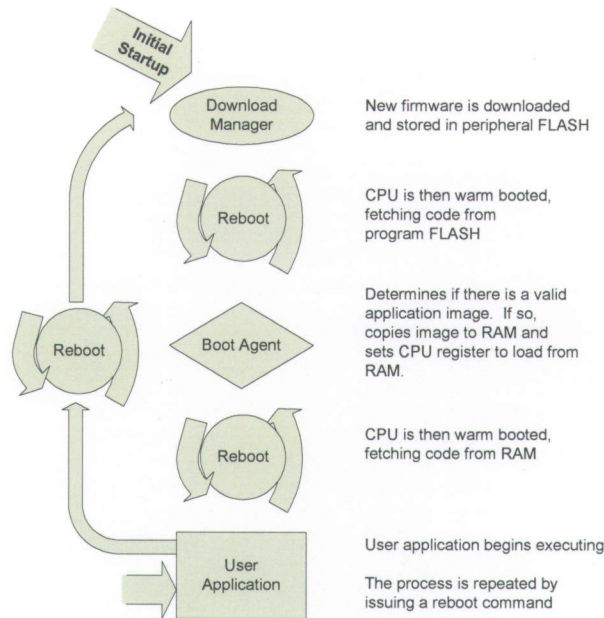 Initial
Startup
Download
Manager
New firmware is downloaded
and stored in peripheral FLASH
Reboot
CPU is then warm booted,
fetching code from
program FLASH
Reboot
Boot Agent
Determines if there is a valid
application image. If so,
copies image to RAM and
sets CPU register to load from
RAM.
Reboot
CPU is then warm booted,
fetching code from RAM
User
Application
User application begins executing
The process is repeated by
issuing a reboot command